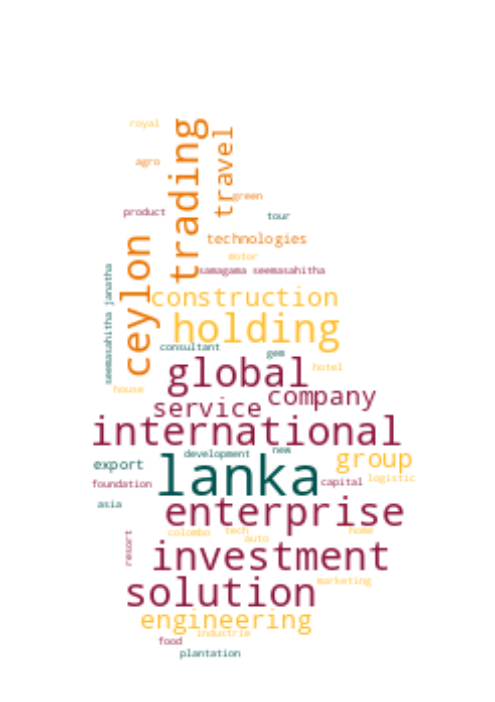 royal
trading
travel
agro
green
product
tour
ceylon
technologies
motor
samagama seemasahitha
seemasahitha janatha
construction
holding
consultant
gem
global
hotel
house
company
service
international
development
new
lanka
group
export
foundation
capital
logistic
asia
enterprise
colombo
tech
auto
home
resort
investment
solution
marketing
engineering
industrie
food
plantation